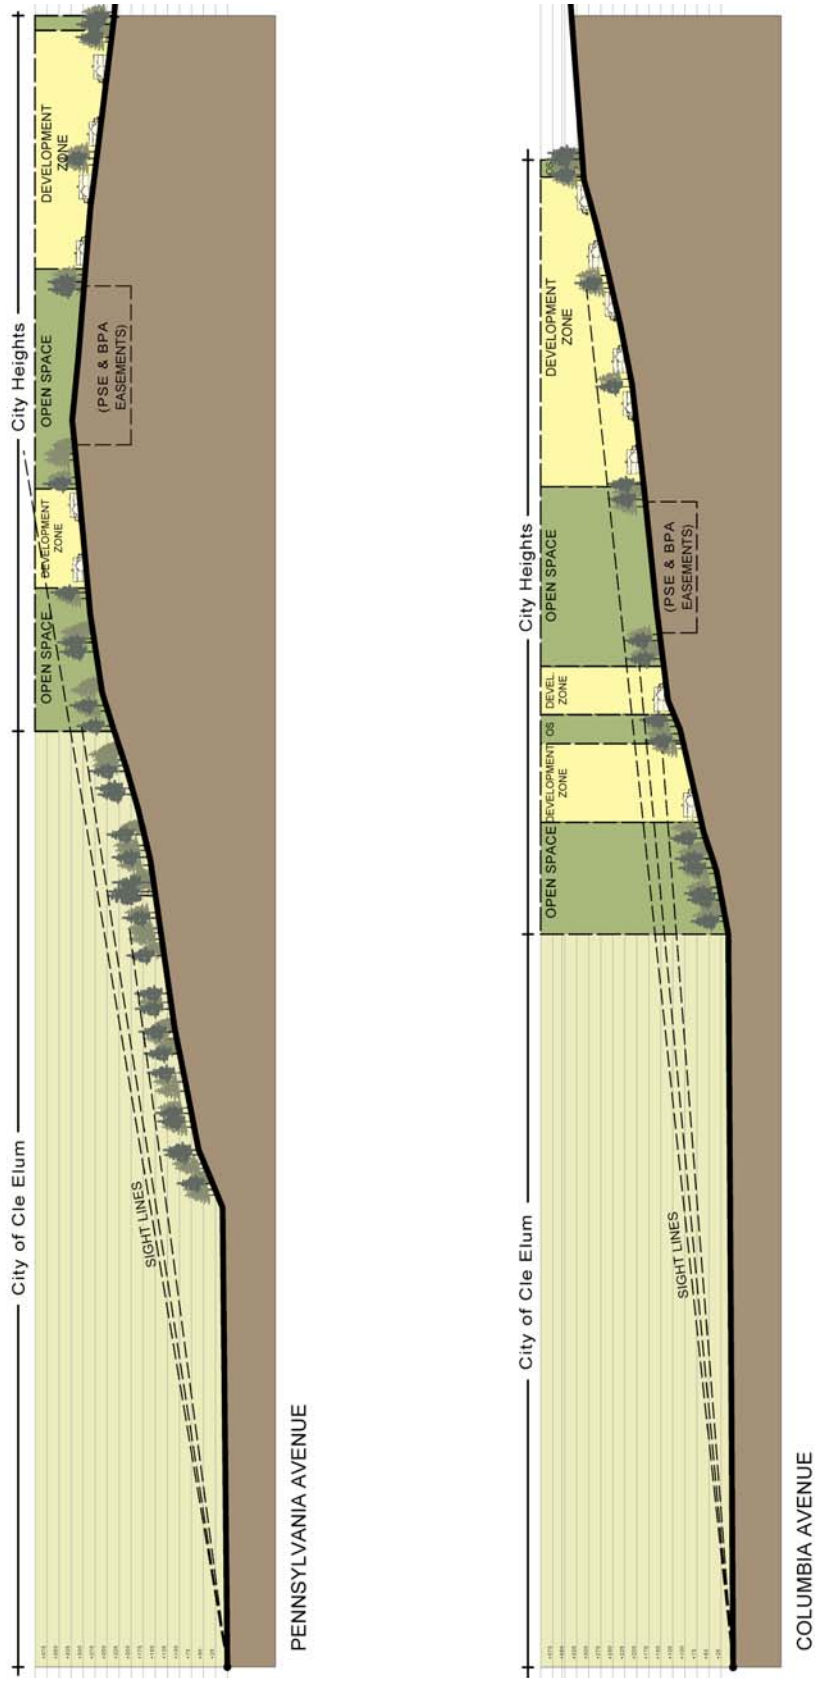 City of Cle Elum
City Heights
OPEN SPACE
DEVELOPMENT
ZONE
OPEN SPACE
DEVELOPMENT
ZONE
(PSE & BPA
EASEMENTS)
SIGHT LINES
PENNSYLVANIA AVENUE
City of Cle Elum
City Heights
OPEN SPACE
DEVELOPMENT
ZONE
OS
DEVEL.
ZONE
OPEN SPACE
DEVELOPMENT
ZONE
OS
(PSE & BPA
EASEMENTS)
SIGHT LINES
COLUMBIA AVENUE